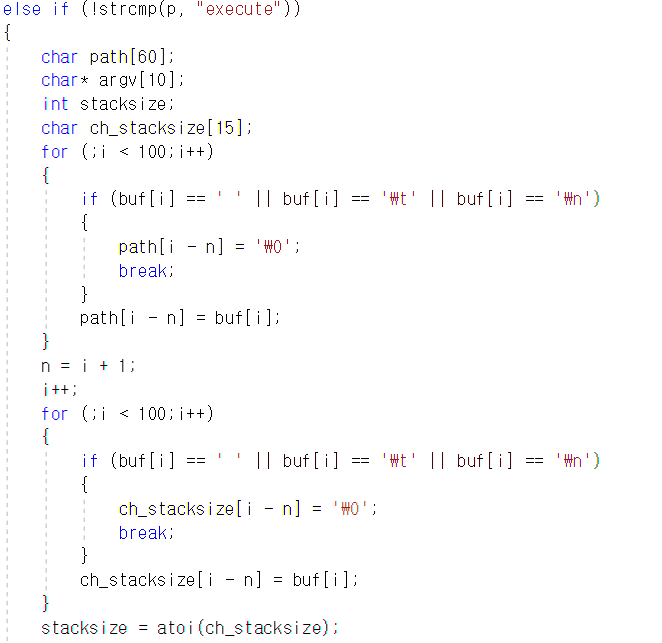 else if (!strcmp(p, "execute"))
{
char path[60];
char* argv[10];
int stacksize;
char ch_stacksize[15];
for (;i < 100;i++)
{
if (buf[i] == ' ' || buf[i] == '₩t' || buf[i] == '₩n')
{
path[i - n] = '₩0';
break;
}
path[i - n] = buf[i];
}
n = i + 1;
i++;
for (;i < 100;i++)
{
if (buf[i] == ' ' || buf[i] == '₩t' || buf[i] == '₩n')
{
ch_stacksize[i - n] = '₩0';
break;
}
ch_stacksize[i - n] = buf[i];
}
stacksize = atoi(ch_stacksize);